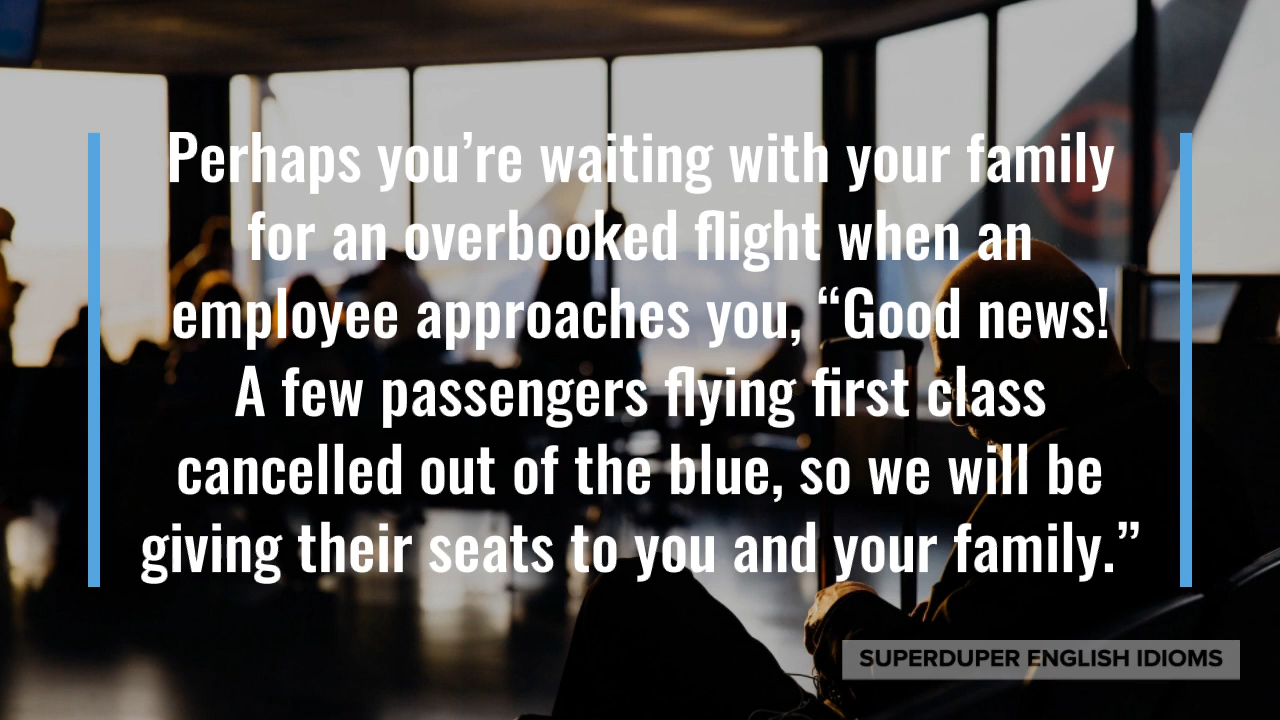 Perhaps you’re waiting with your family
for an overbooked flight when an
employee approaches you, “Good news!
A few passengers flying first class
cancelled out of the blue, so we will be
giving their seats to you and your family.”
SUPERDUPER ENGLISH IDIOMS